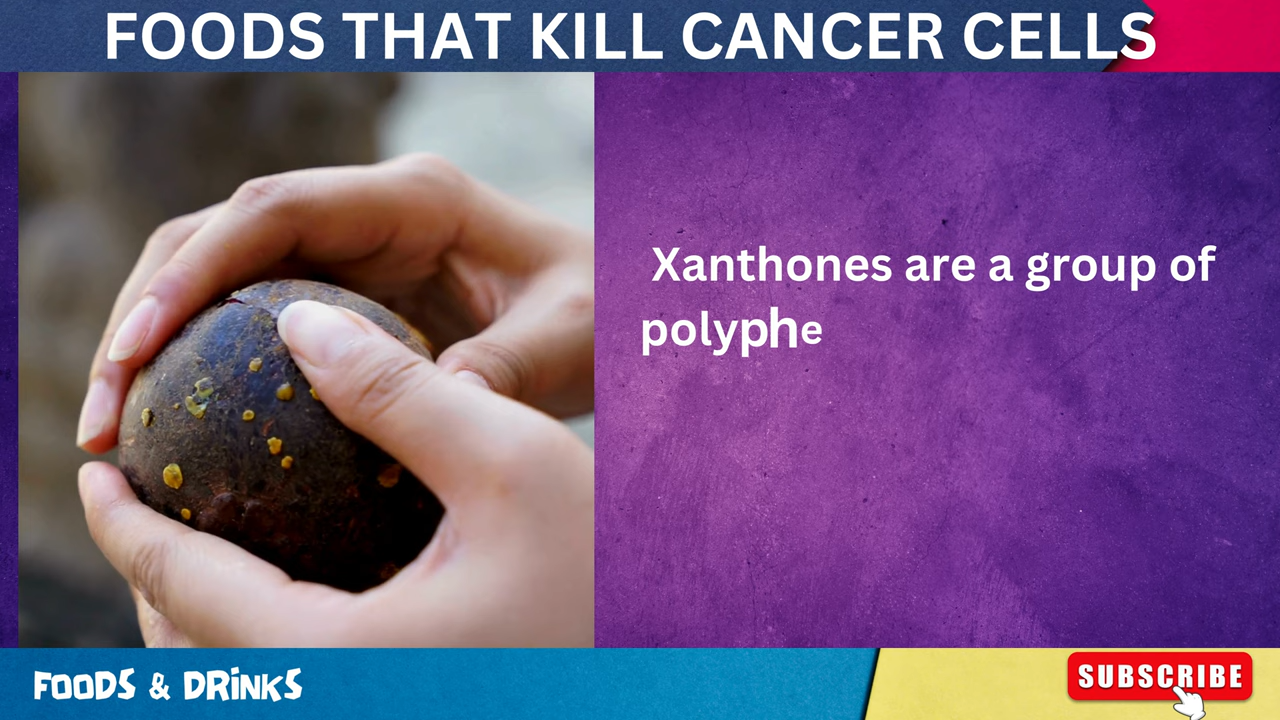 FOODS THAT KILL CANCER CELLS
Xanthones are a group of
polyphe
FOODS & DRINKS
SUBSCRIBE